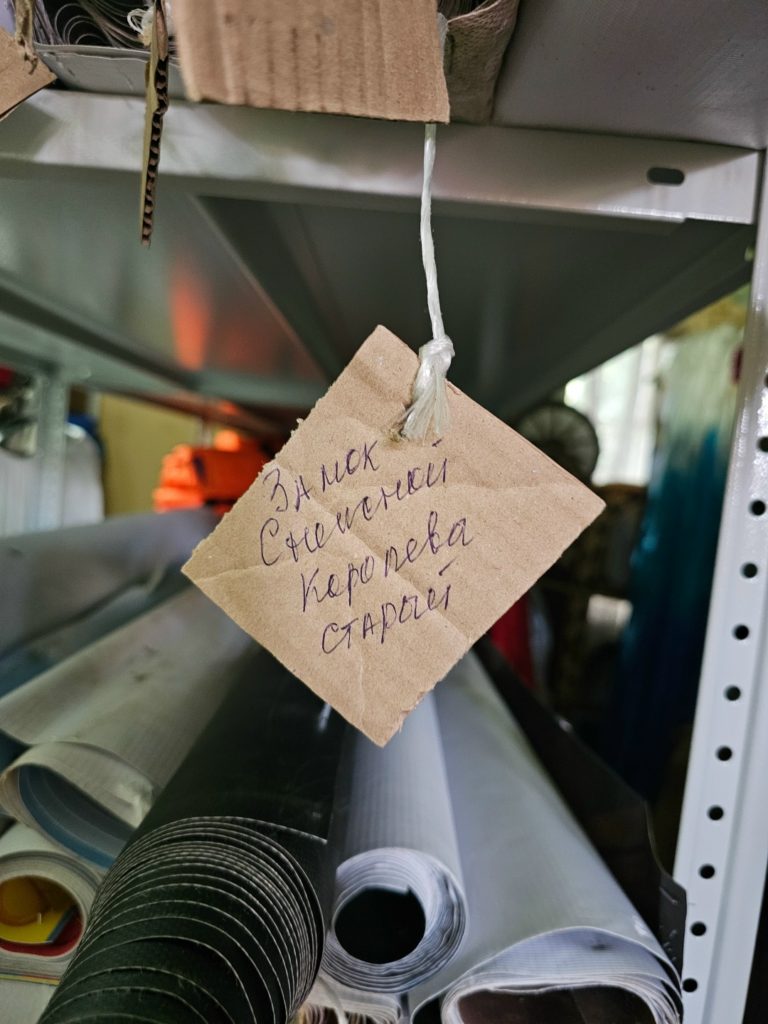 Замок
Снежной
Королева
старый